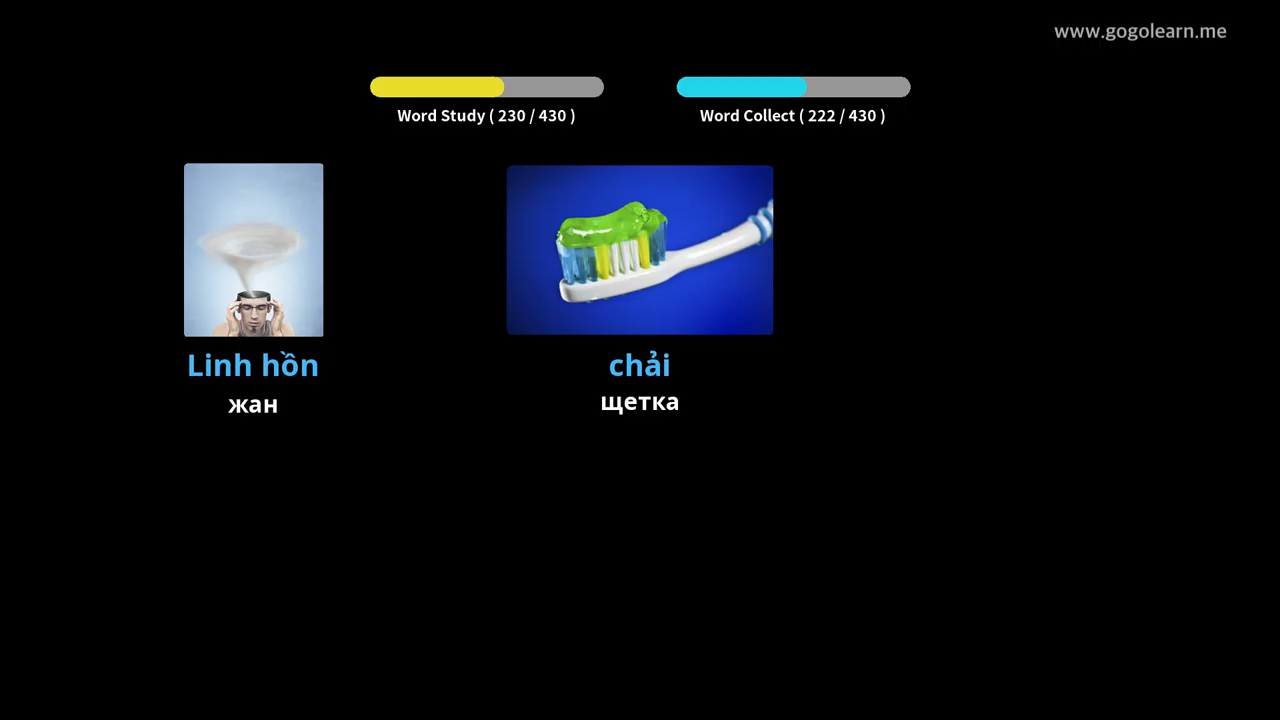 www.gogolearn.me
Word Study ( 230 / 430 )
Word Collect ( 222 / 430 )
Linh hồn
жан
chải
щетка